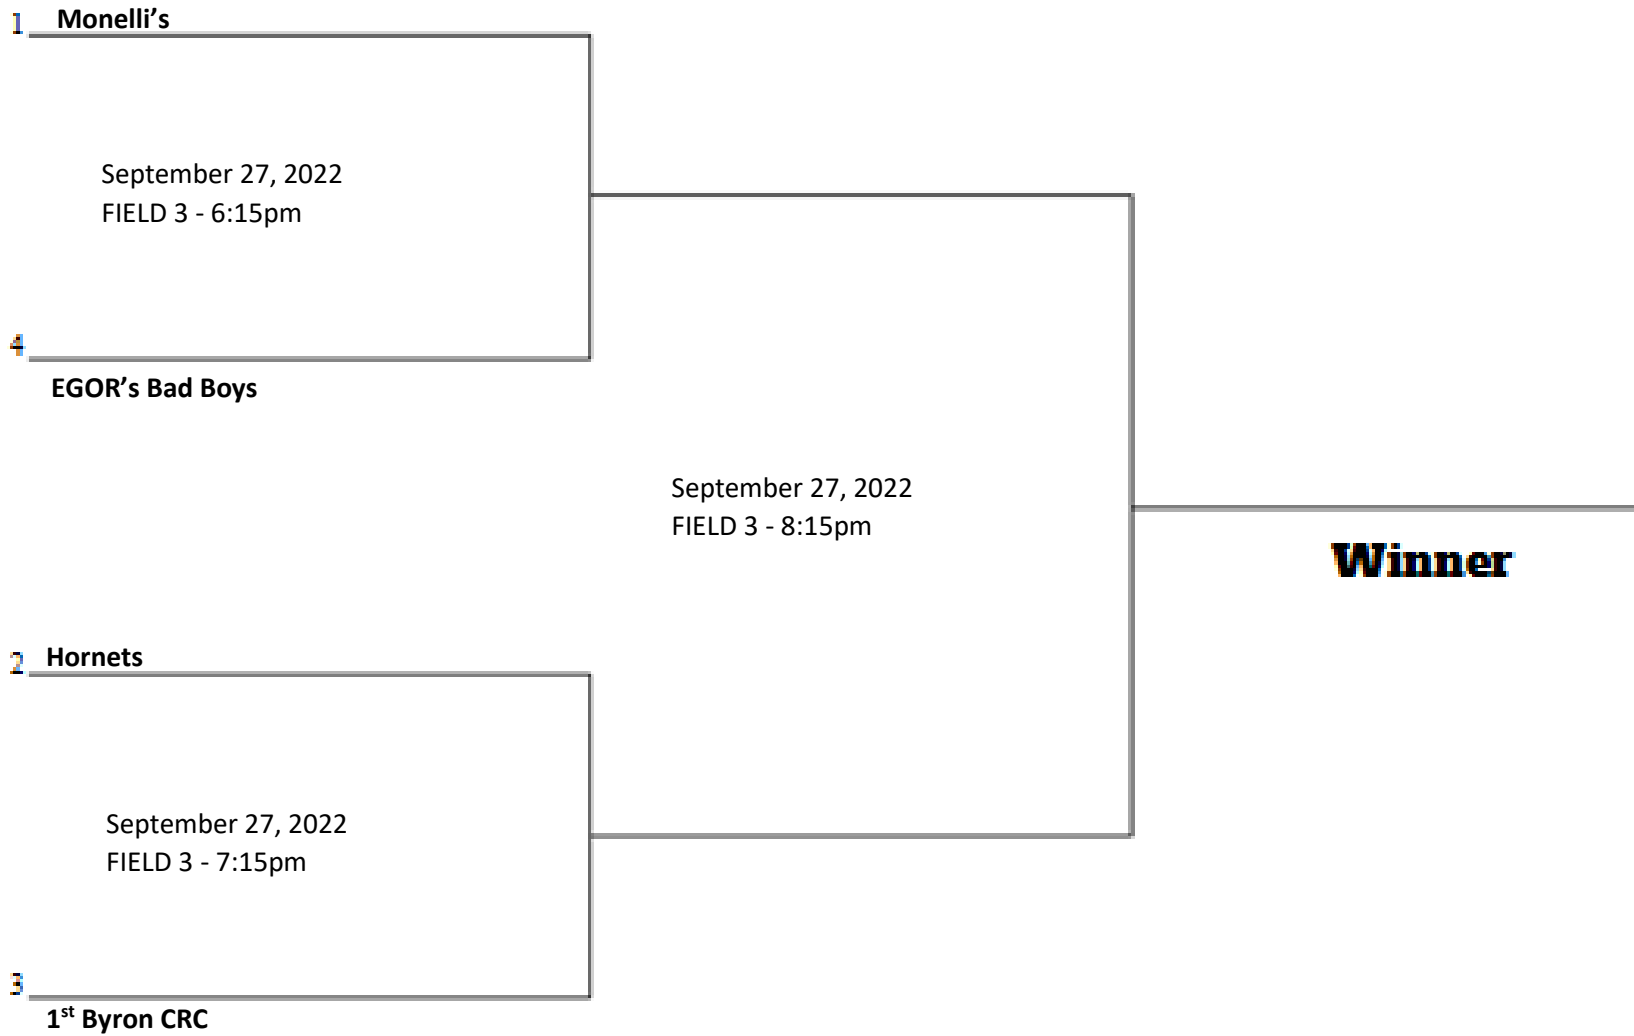 1 Monelli’s
September 27, 2022
FIELD 3 - 6:15pm
4
EGOR’s Bad Boys
September 27, 2022
FIELD 3 - 8:15pm
Winner
2 Hornets
September 27, 2022
FIELD 3 - 7:15pm
3
1st Byron CRC